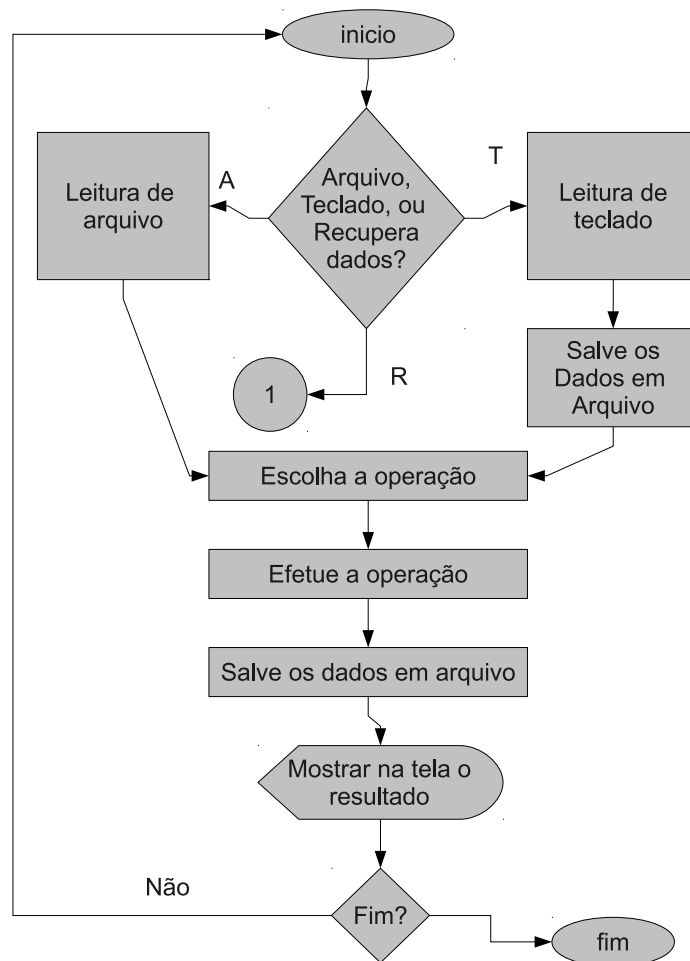 inicio
Arquivo,
Teclado, ou
Recupera
dados?
A
T
R
Leitura de
arquivo
Leitura de
teclado
Salve os
Dados em
Arquivo
1
Escolha a operação
Efetue a operação
Salve os dados em arquivo
Mostrar na tela o
resultado
Fim?
Não
fim